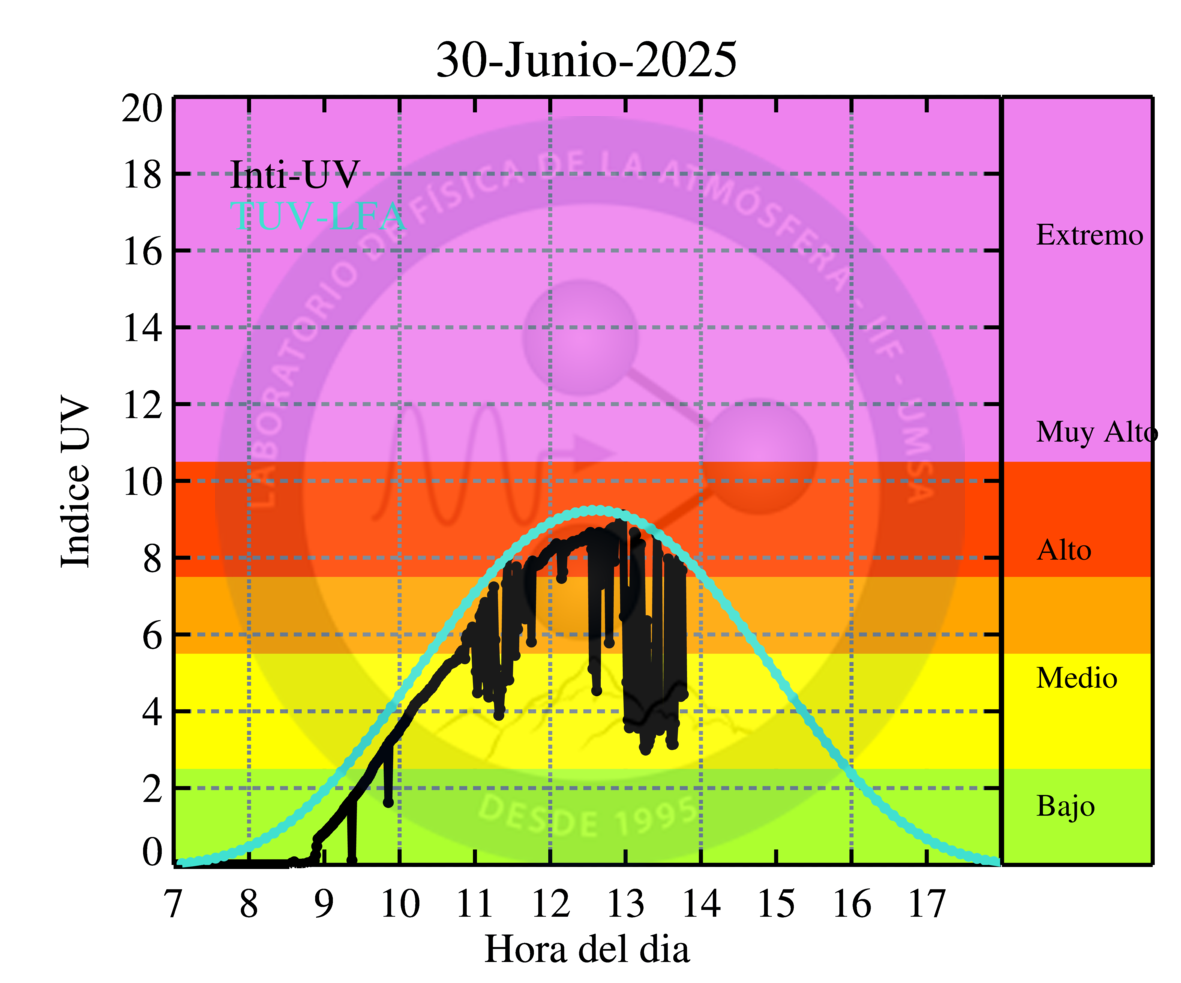 30-Junio-2025
20
18
16
14
12
10
8
6
4
2
0
Indice UV
Inti-UV
TUV-LFA
LABORATORIO DE FÍSICA DE LA ATMÓSFERA - IIF - UMSA
DESDE 1995
Extremo
Muy Alto
Alto
Medio
Bajo
7 8 9 10 11 12 13 14 15 16 17
Hora del dia